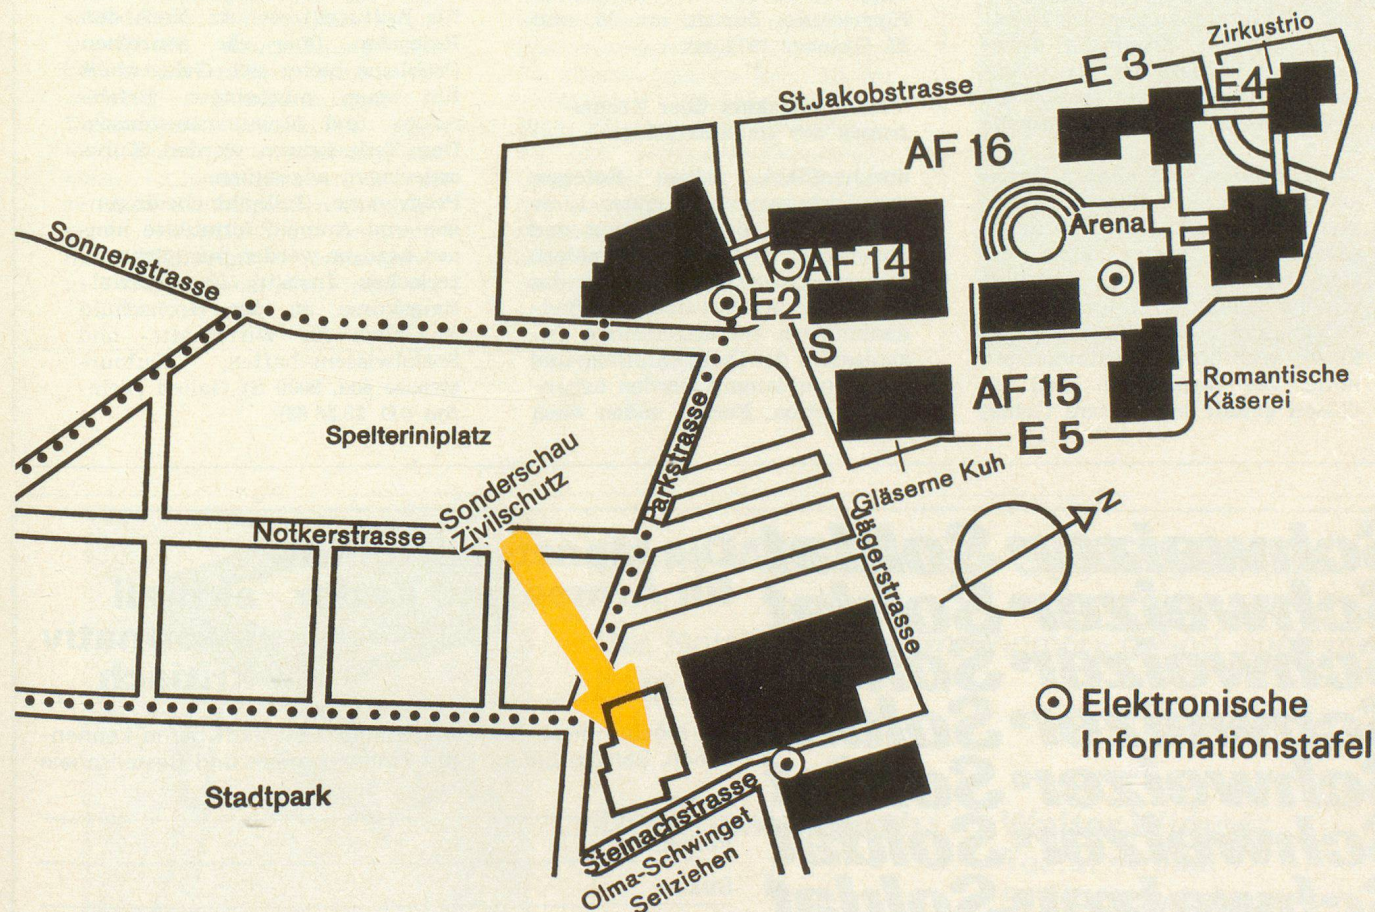 Zirkustrio
E 3
E4
St.Jakobstrasse
AF 16
Sonnenstrasse
Arena
AF 14
E2
S
AF 15
Romantische
Käserei
E 5
Spelteriniplatz
Parkstrasse
Sonderschau
Zivilschutz
Gläserne Kuh
N
Notkerstrasse
Jägerstrasse
Elektronische
Informationstafel
Stadtpark
Steinachstrasse
Olma-Schwinget
Seilziehen